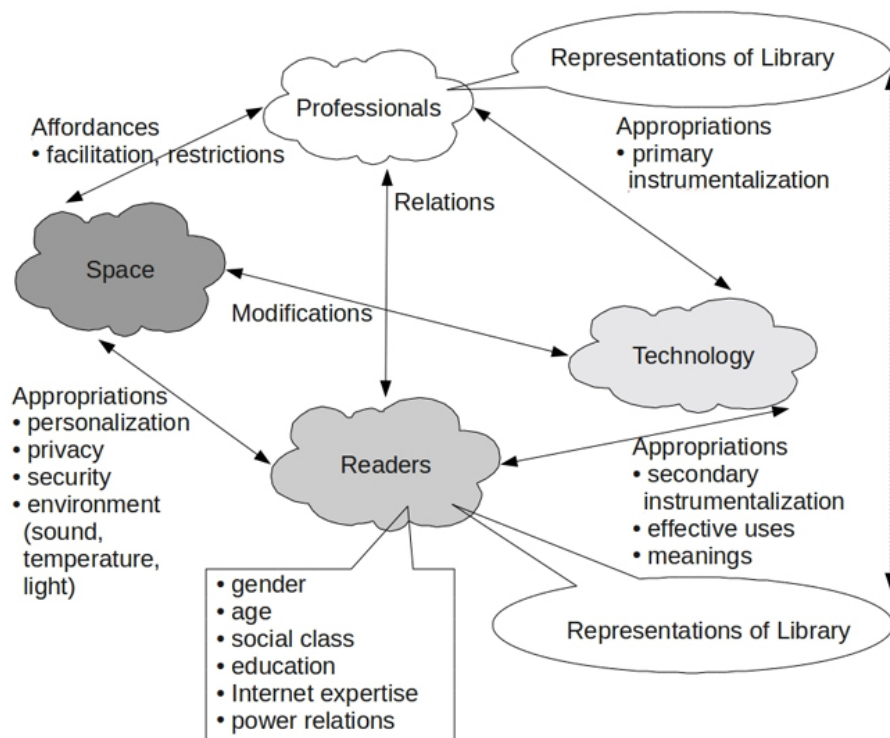 Representations of Library
Professionals
Affordances
• facilitation, restrictions
Appropriations
• primary
instrumentalization
Relations
Space
Modifications
Technology
Appropriations
• personalization
• privacy
• security
• environment
(sound,
temperature,
light)
Readers
Appropriations
• secondary
instrumentalization
• effective uses
• meanings
• gender
• age
• social class
• education
• Internet expertise
• power relations
Representations of Library